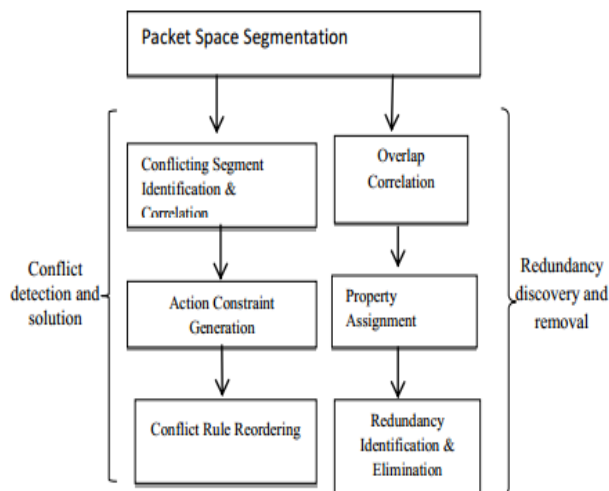 Packet Space Segmentation
Conflicting Segment
Identification &
Correlation
Overlap
Correlation
Conflict
detection and
solution
Action Constraint
Generation
Property
Assignment
Redundancy
discovery and
removal
Conflict Rule Reordering
Redundancy
Identification &
Elimination